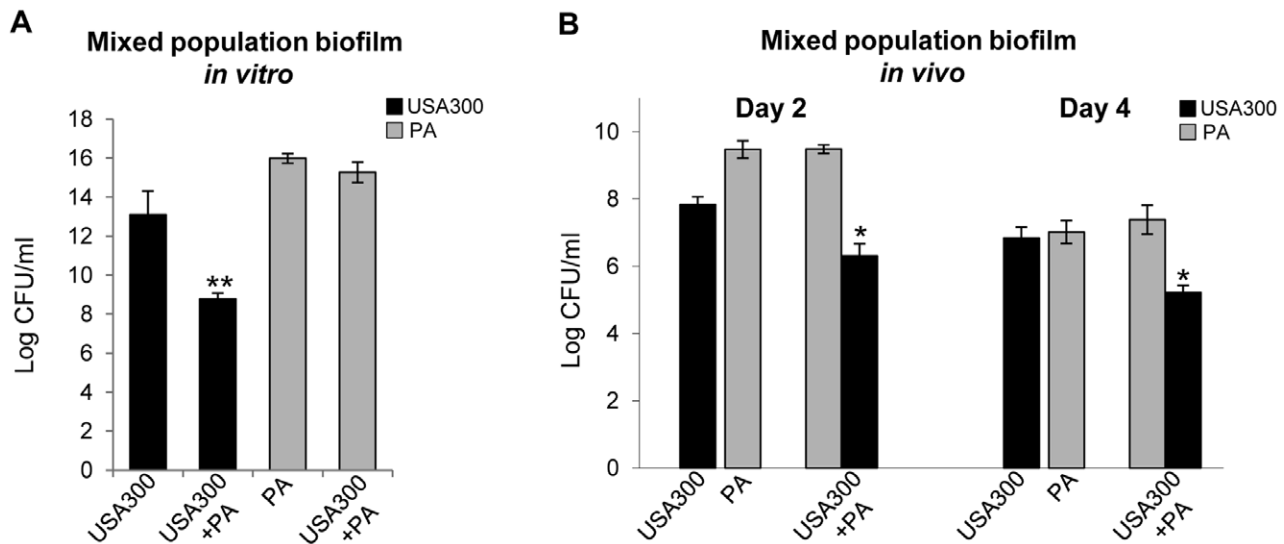 A
Mixed population biofilm
in vitro
USA300
PA
Log CFU/ml
18
16
14
12
10
8
6
4
2
0
**
USA300
USA300
+PA
PA
USA300
+PA
B
Mixed population biofilm
in vivo
Day 2
Day 4
USA300
PA
Log CFU/ml
10
8
6
4
2
0
*
*
USA300
PA
USA300
+PA
USA300
PA
USA300
+PA